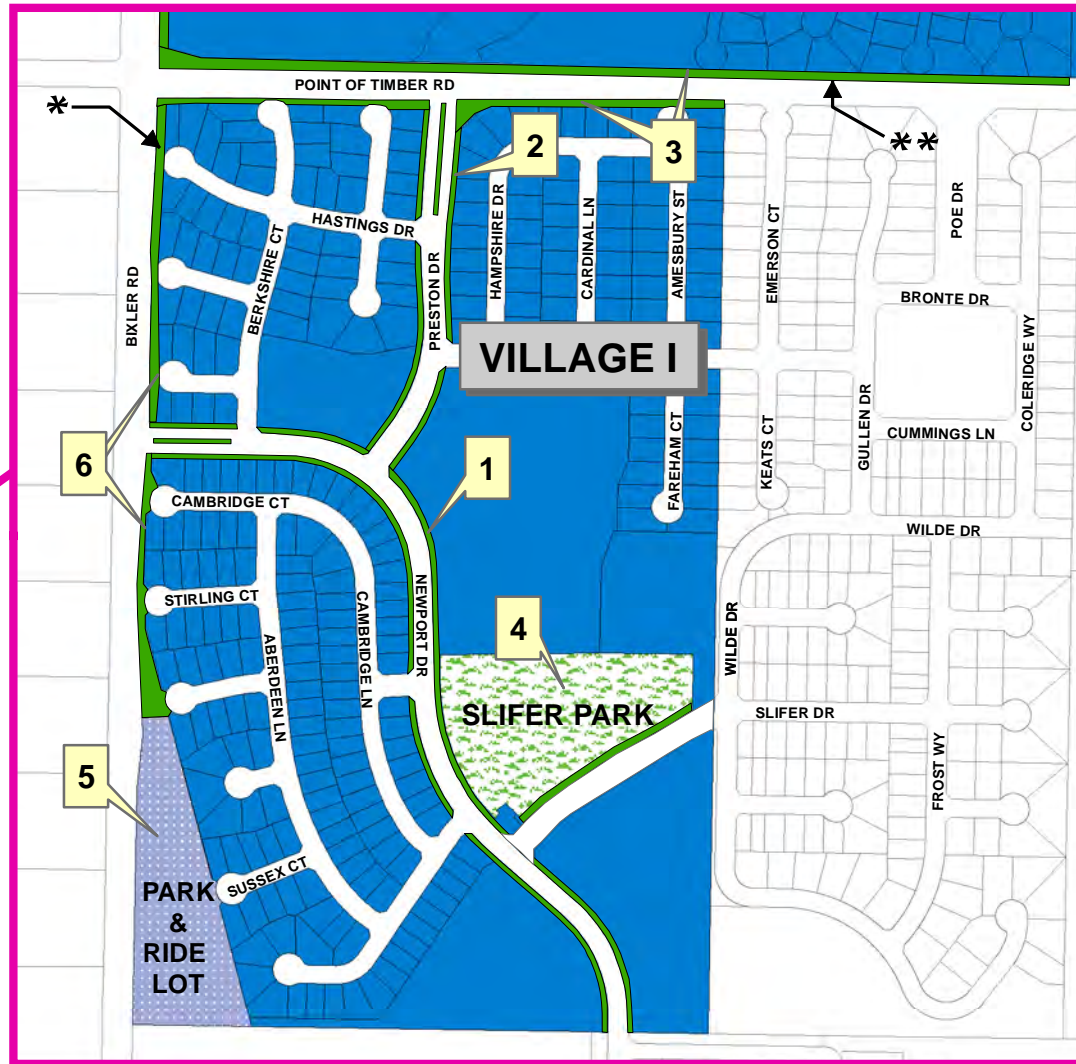 POINT OF TIMBER RD
*
**
2
3
HASTINGS DR
BERKSHIRE CT
PRESTON DR
HAMPSHIRE DR
CARDINAL LN
AMESBURY ST
EMERSON CT
POE DR
BIXLER RD
BRONTE DR
COLERIDGE WY
VILLAGE I
GULLEN DR
CUMMINGS LN
6
1
FAREHAM CT
KEATS CT
CAMBRIDGE CT
WILDE DR
STIRLING CT
ABERDEEN LN
CAMBRIDGE LN
NEWPORT DR
4
WILDE DR
SLIFER PARK
SLIFER DR
5
FROST WY
SUSSEX CT
PARK
&
RIDE
LOT